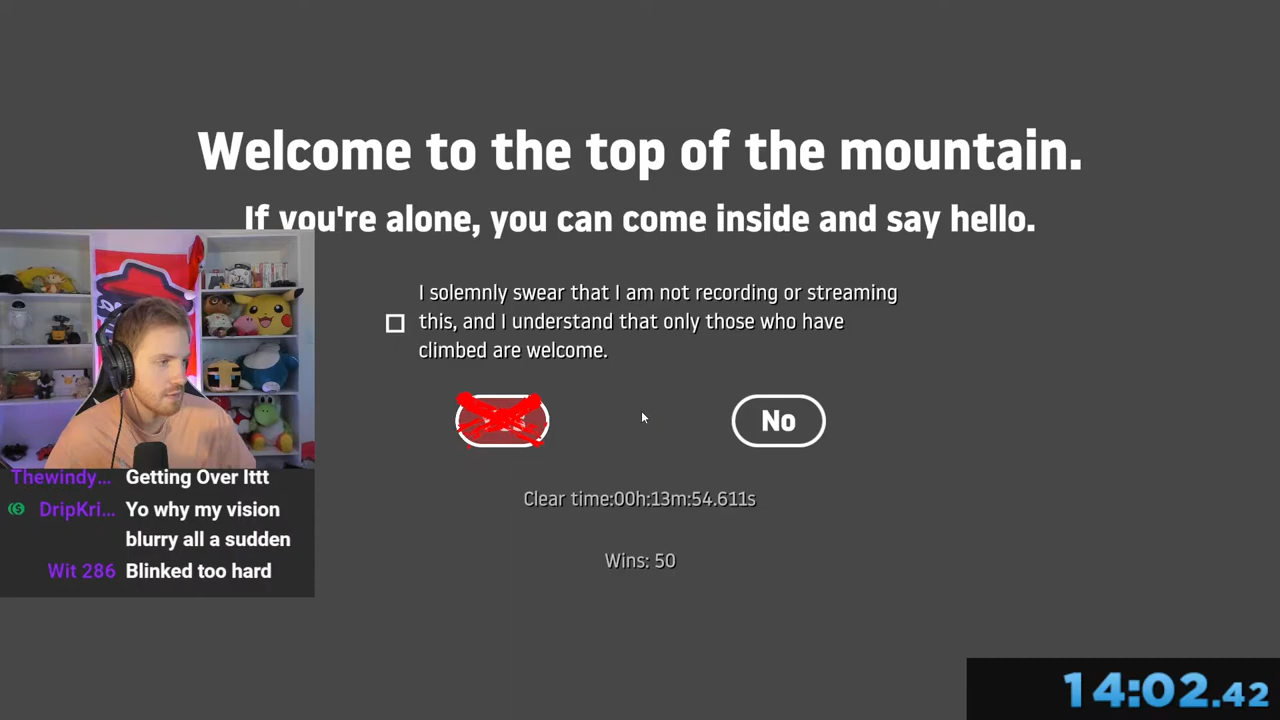 Welcome to the top of the mountain.
If you're alone, you can come inside and say hello.
I solemnly swear that I am not recording or streaming
this, and I understand that only those who have
climbed are welcome.
No
Clear time:00h:13m:54.611s
Wins: 50
Thewindy... Getting Over Ittt
DripKri... Yo why my vision
blurry all a sudden
Wit 286 Blinked too hard
14:02.42